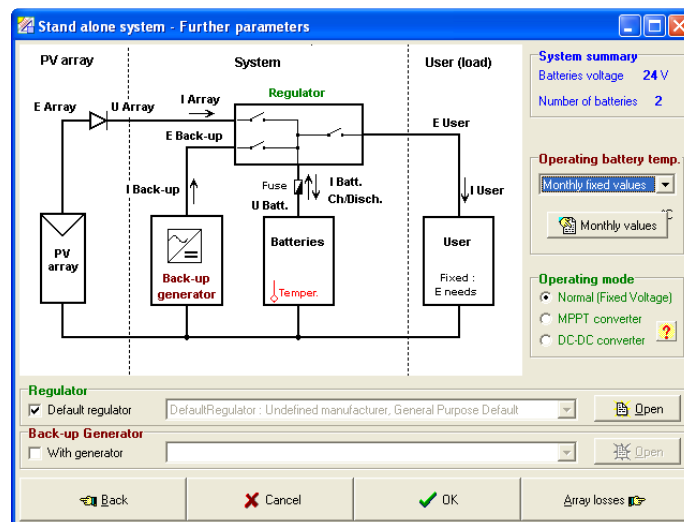 Stand alone system - Further parameters
PV array
System
User (load)
E Array
U Array
I Array
Regulator
E Back-up
E User
I Back-up
Fuse
U Batt.
I Batt.
Ch/Disch.
I User
PV
array
Back-up
generator
Batteries
Temper.
User
Fixed :
E needs
System summary
Batteries voltage 24 V
Number of batteries 2
Operating battery temp.
Monthly fixed values
°C
Monthly values
Operating mode
Normal (Fixed Voltage)
MPPT converter
DC-DC converter
?
Regulator
Default regulator
DefaultRegulator : Undefined manufacturer, General Purpose Default
Open
Back-up Generator
With generator
Open
Back
Cancel
OK
Array losses